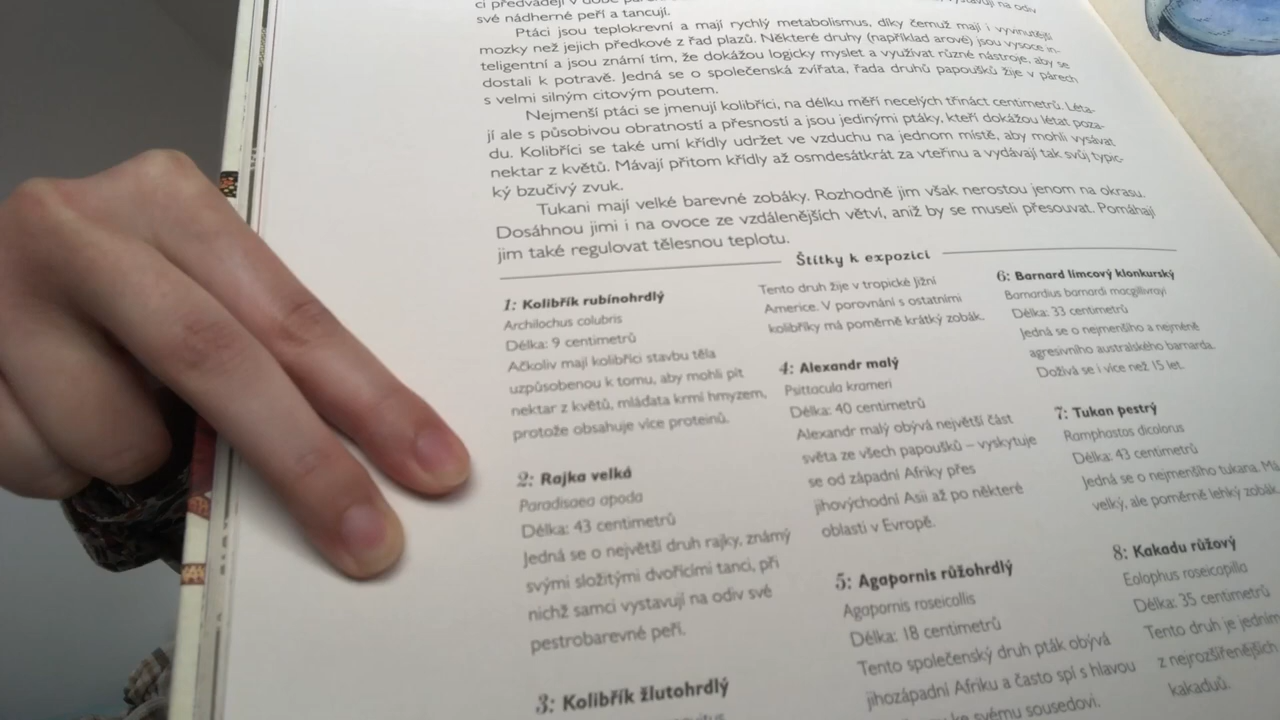 ci předvádějí v době
vystavují na odiv
své nádherné peří a tancují.
Ptáci jsou teplokrevní a mají rychlý metabolismus, díky čemuž mají i vyvinutější
mozky než jejich předkové z řad plazů. Některé druhy (například arové) jsou vysoce in-
teligentní a jsou známí tím, že dokážou logicky myslet a využívat různé nástroje, aby se
dostali k potravě. Jedná se o společenská zvířata, řada druhů papoušků žije v párech
s velmi silným citovým poutem.
Nejmenší ptáci se jmenují kolibříci, na délku měří necelých třináct centimetrů. Léta-
jí ale s působivou obratností a přesností a jsou jedinými ptáky, kteří dokážou létat poza-
du. Kolibříci se také umí křídly udržet ve vzduchu na jednom místě, aby mohli vysávat
nektar z květů. Mávají přitom křídly až osmdesátkrát za vteřinu a vydávají tak svůj typic-
ký bzučivý zvuk.
Tukani mají velké barevné zobáky. Rozhodně jim však nerostou jenom na okrasu.
Dosáhnou jimi i na ovoce ze vzdálenějších větví, aniž by se museli přesouvat. Pomáhají
jim také regulovat tělesnou teplotu.
Štítky k expozici
1: Kolibřík rubínohrdlý
Archilochus colubris
Délka: 9 centimetrů
Ačkoliv mají kolibříci stavbu těla
uzpůsobenou k tomu, aby mohli pít
nektar z květů, mláďata krmí hmyzem,
protože obsahuje více proteinů.
2: Rajka velká
Paradisaea apoda
Délka: 43 centimetrů
Jedná se o největší druh rajky, známý
svými složitými dvořícími tanci, při
nichž samci vystavují na odiv své
pestrobarevné peří.
3: Kolibřík žlutohrdlý
Tento druh žije v tropické Jižní
Americe. V porovnání s ostatními
kolibříky má poměrně krátký zobák.
4: Alexandr malý
Psittacula krameri
Délka: 40 centimetrů
Alexandr malý obývá největší část
světa ze všech papoušků – vyskytuje
se od západní Afriky přes
jihovýchodní Asii až po některé
oblasti v Evropě.
5: Agapornis růžohrdlý
Agapornis roseicollis
Délka: 18 centimetrů
Tento společenský druh pták obývá
jihozápadní Afriku a často spí s hlavou
ke svému sousedovi.
6: Barnard límcový klonkurský
Barnardius barnardi macgillivrayi
Délka: 33 centimetrů
Jedná se o nejmenšího a nejméně
agresivního australského barnarda.
Dožívá se i více než 15 let.
7: Tukan pestrý
Ramphastos dicolorus
Délka: 43 centimetrů
Jedná se o nejmenšího tukana. Má
velký, ale poměrně lehký zobák.
8: Kakadu růžový
Eolophus roseicapilla
Délka: 35 centimetrů
Tento druh je jedním
z nejrozšířenějších
kakaduů.